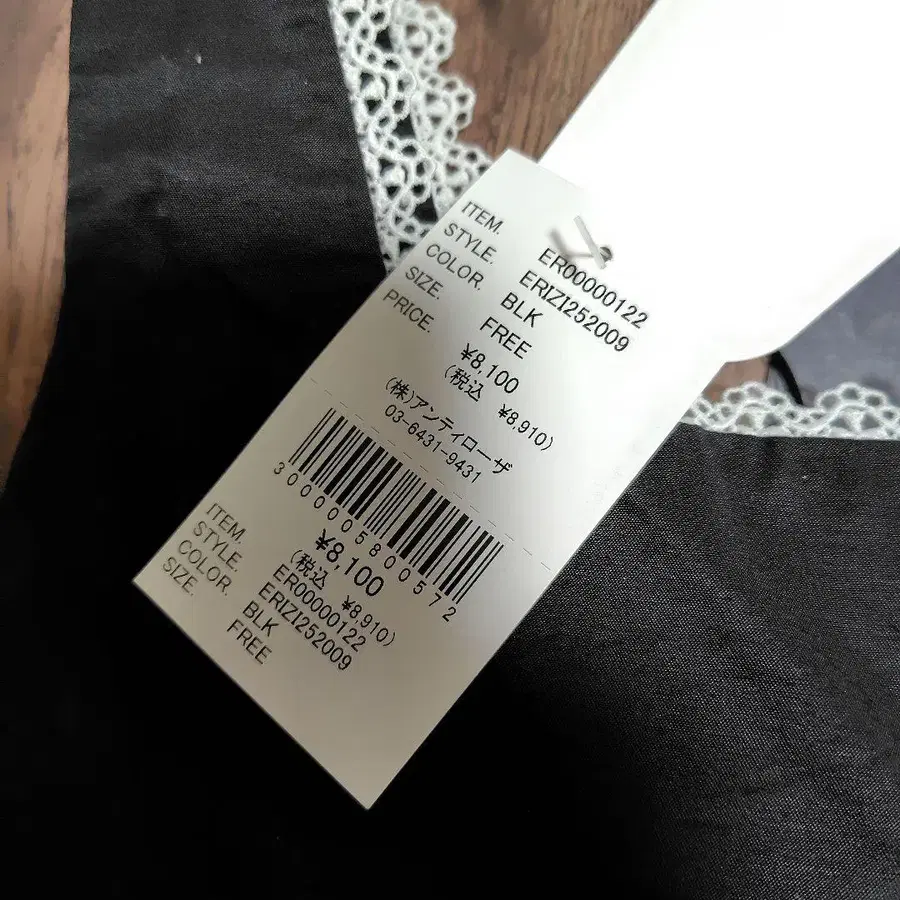 ITEM. ER00000122
STYLE. ERIZI252009
COLOR. BLK
SIZE. FREE
PRICE. ¥8,100
(税込 ¥8,910)
(株)アンティローザ
03-6431-9431
3000005800572
¥8,100
(税込 ¥8,910)
ITEM. ER00000122
STYLE. ERIZI252009
COLOR. BLK
SIZE. FREE